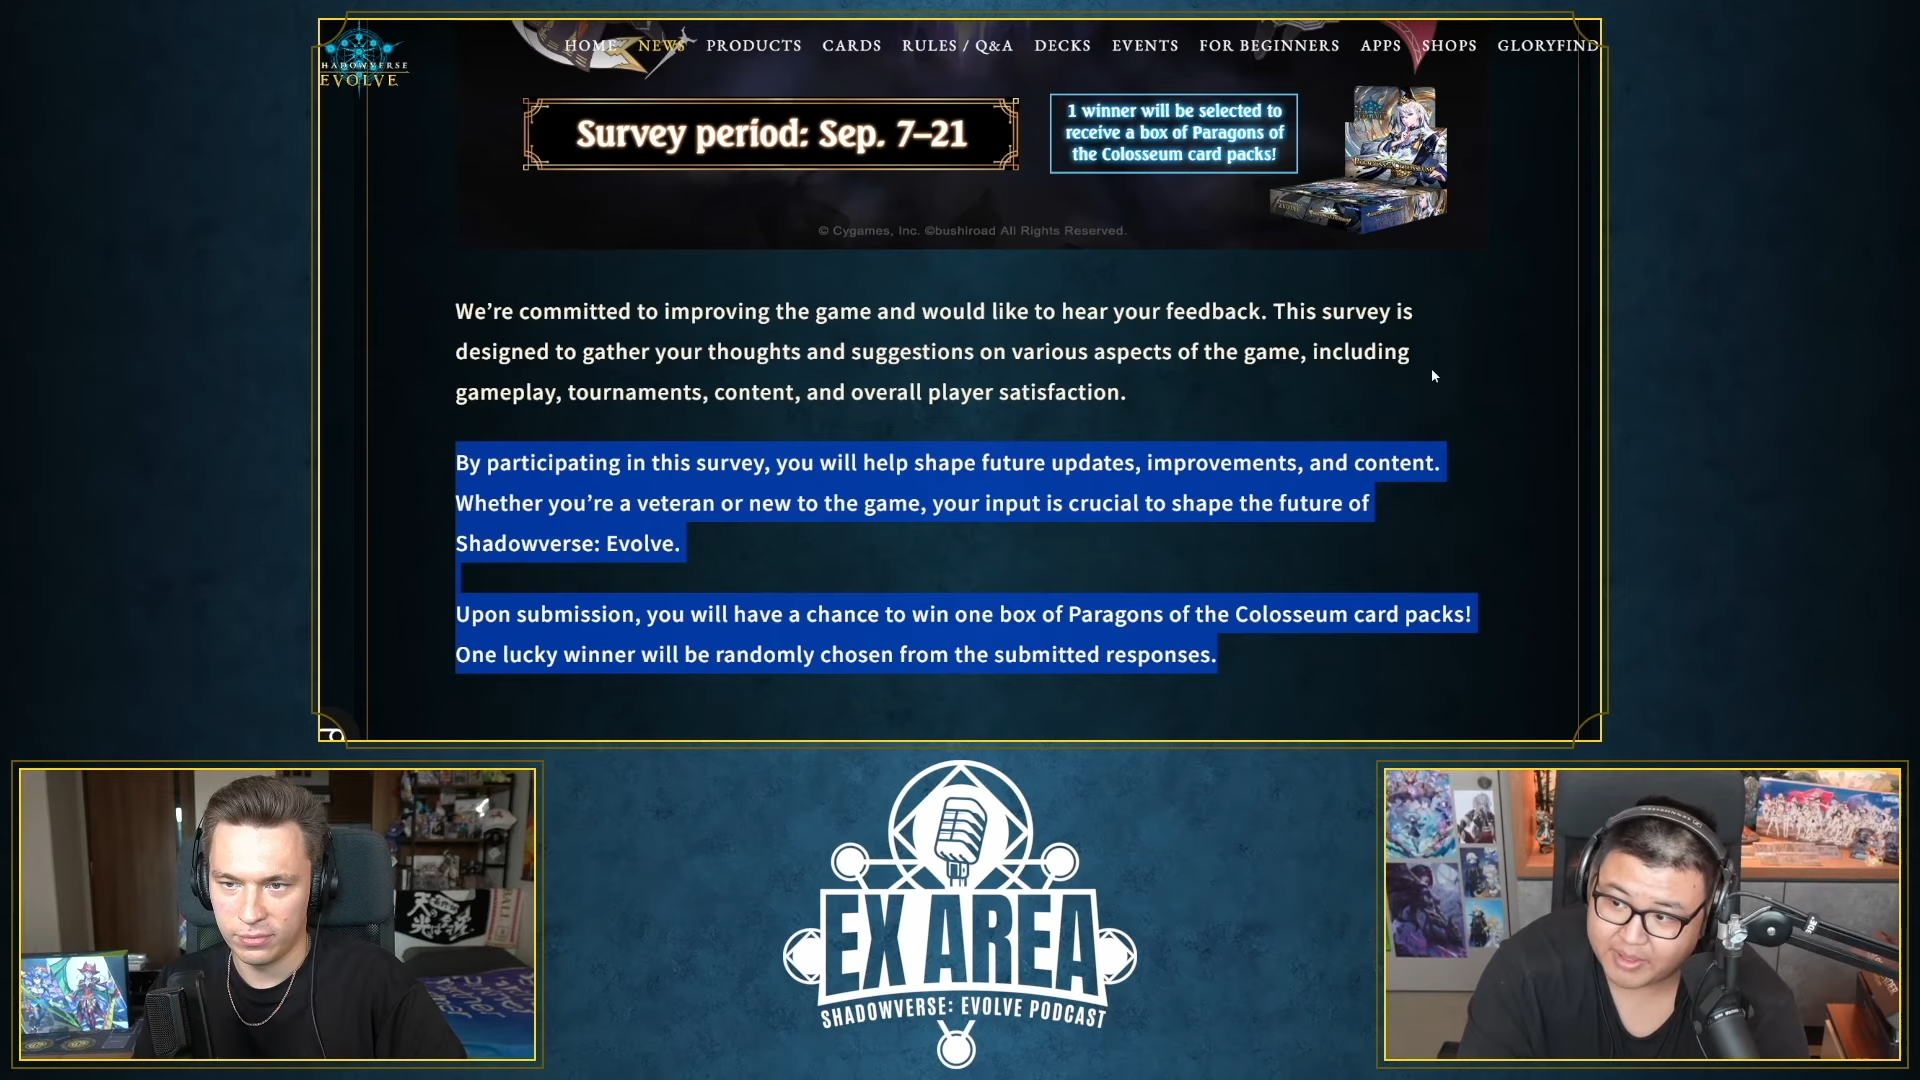 SHADOWVERSE
EVOLVE
HOME NEWS PRODUCTS CARDS RULES / Q&A DECKS EVENTS FOR BEGINNERS APPS SHOPS GLORYFIND
Survey period: Sep. 7–21
1 winner will be selected to
receive a box of Paragons of
the Colosseum card packs!
© Cygames, Inc. ©bushiroad All Rights Reserved.
We’re committed to improving the game and would like to hear your feedback. This survey is
designed to gather your thoughts and suggestions on various aspects of the game, including
gameplay, tournaments, content, and overall player satisfaction.
By participating in this survey, you will help shape future updates, improvements, and content.
Whether you’re a veteran or new to the game, your input is crucial to shape the future of
Shadowverse: Evolve.
Upon submission, you will have a chance to win one box of Paragons of the Colosseum card packs!
One lucky winner will be randomly chosen from the submitted responses.
EX AREA
SHADOWVERSE: EVOLVE PODCAST